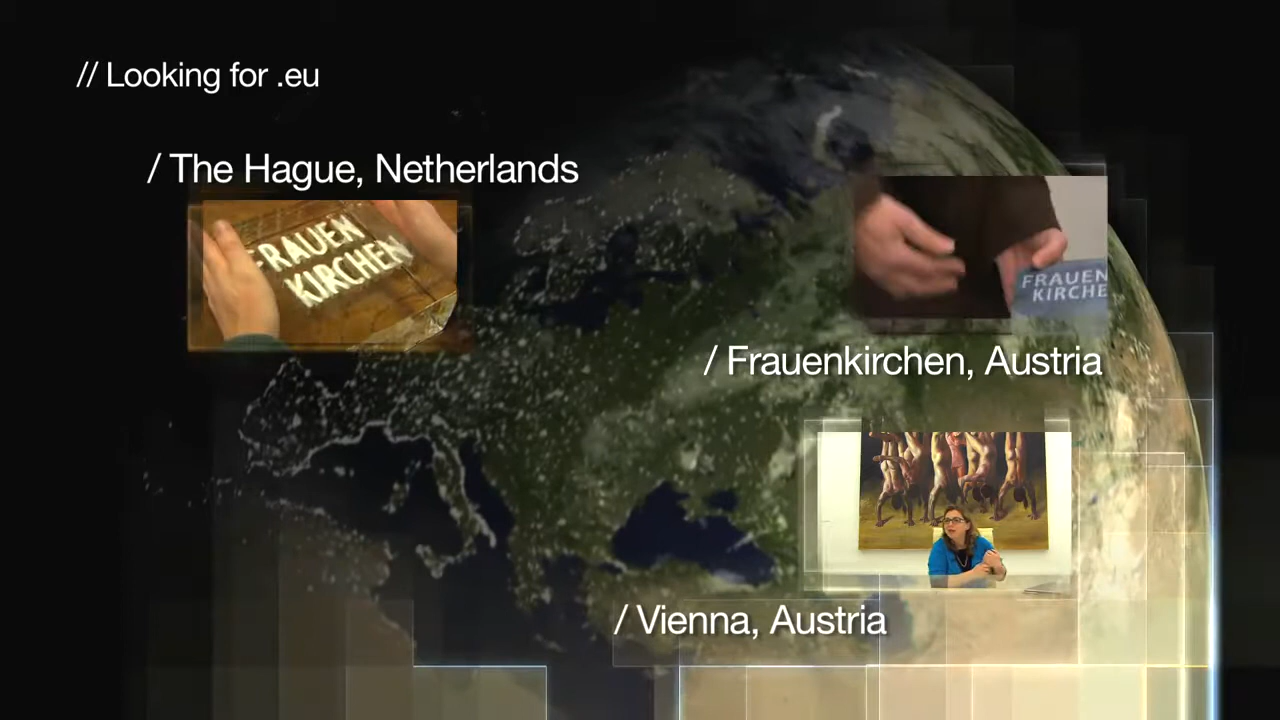 // Looking for .eu
/ The Hague, Netherlands
FRAUEN
KIRCHEN
FRAUEN
KIRCHE
/ Frauenkirchen, Austria
/ Vienna, Austria